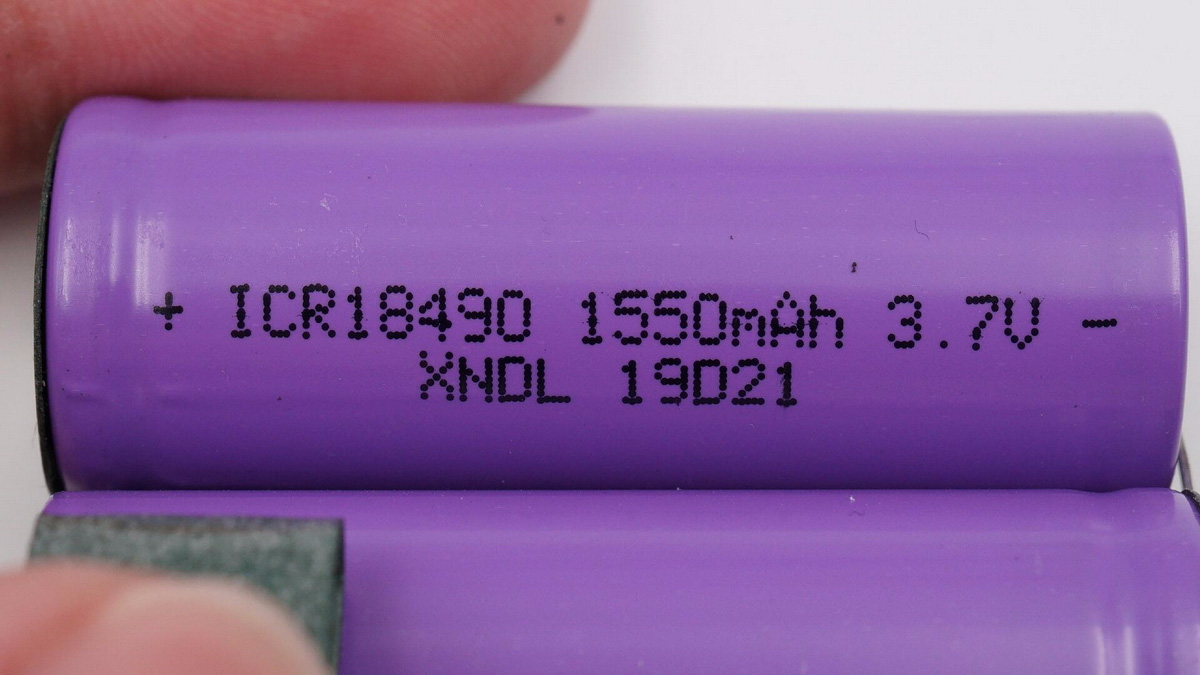 + ICR18490 1550mAh 3.7V -
XNDL 19D21